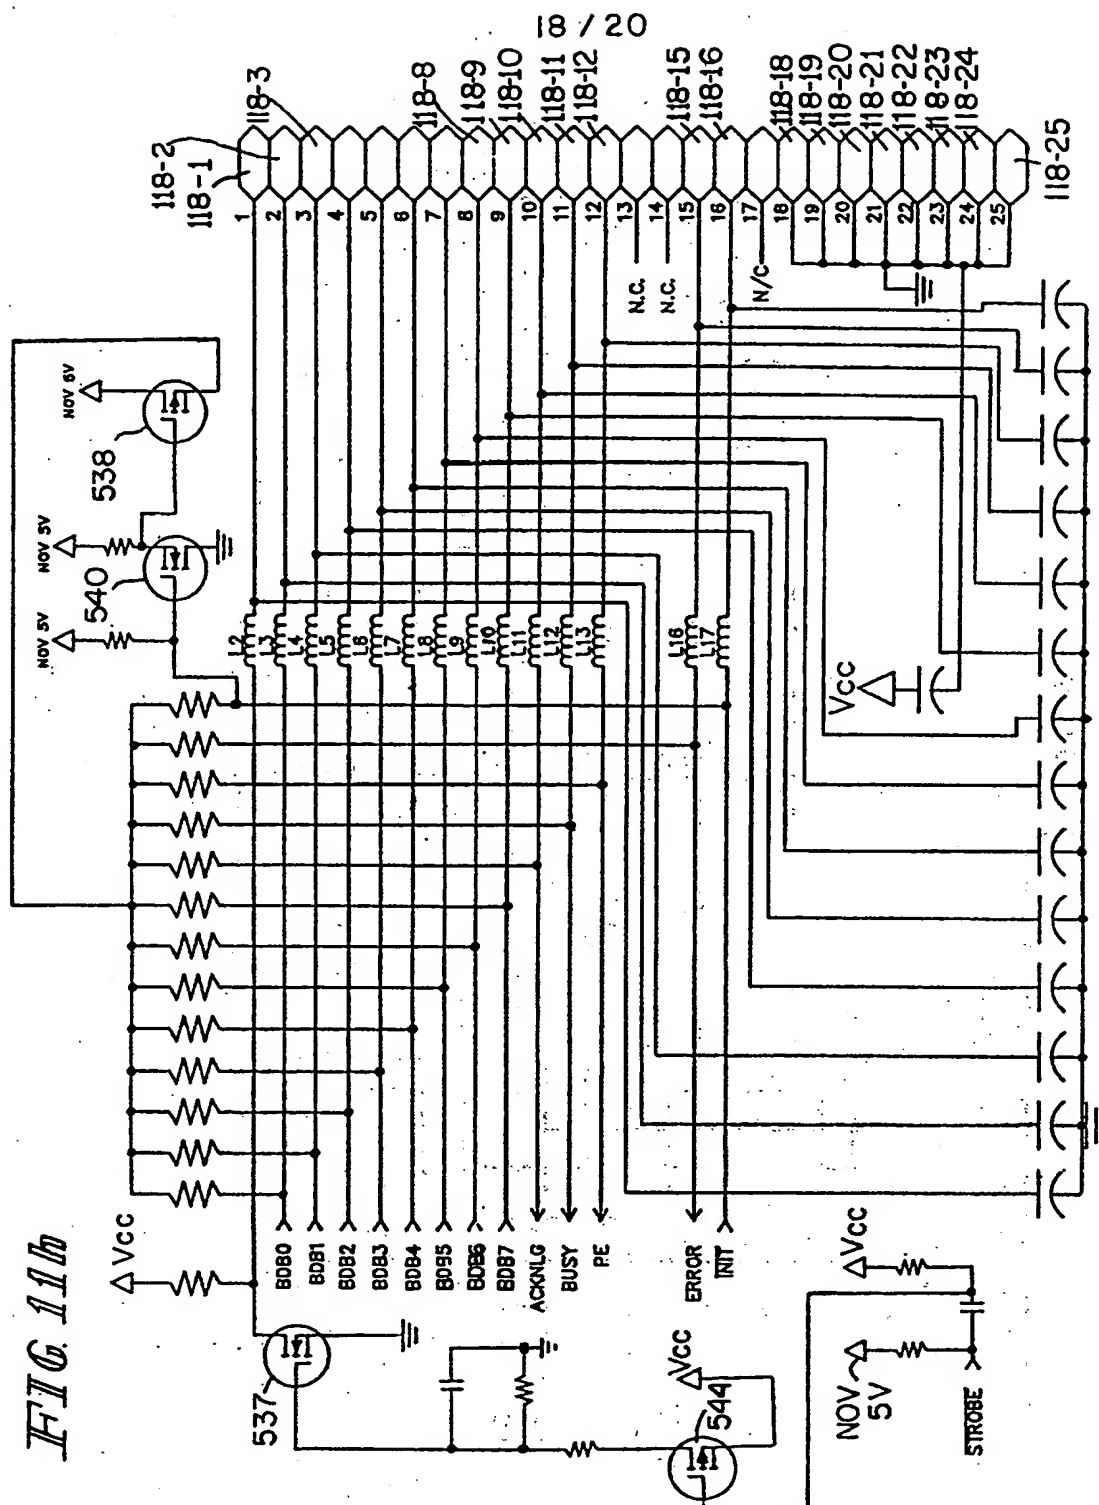 18 / 20
118-1
118-2
118-3
118-8
118-9
118-10
118-11
118-12
118-15
118-16
118-18
118-19
118-20
118-21
118-22
118-23
118-24
118-25
1
2
3
4
5
6
7
8
9
10
11
12
13
14
15
16
17
18
19
20
21
22
23
24
25
N.C.
N.C.
N/C
NOV 5V
538
NOV 5V
540
NOV 5V
L2
L3
L4
L5
L6
L7
L8
L9
L10
L11
L12
L13
L16
L17
VCC
VCC
BDB0
BDB1
BDB2
BDB3
BDB4
BDB5
BDB6
BDB7
ACKNLG
BUSY
P.E
ERROR
INIT
537
VCC
544
VCC
NOV
5V
STROBE
FIG. 11h